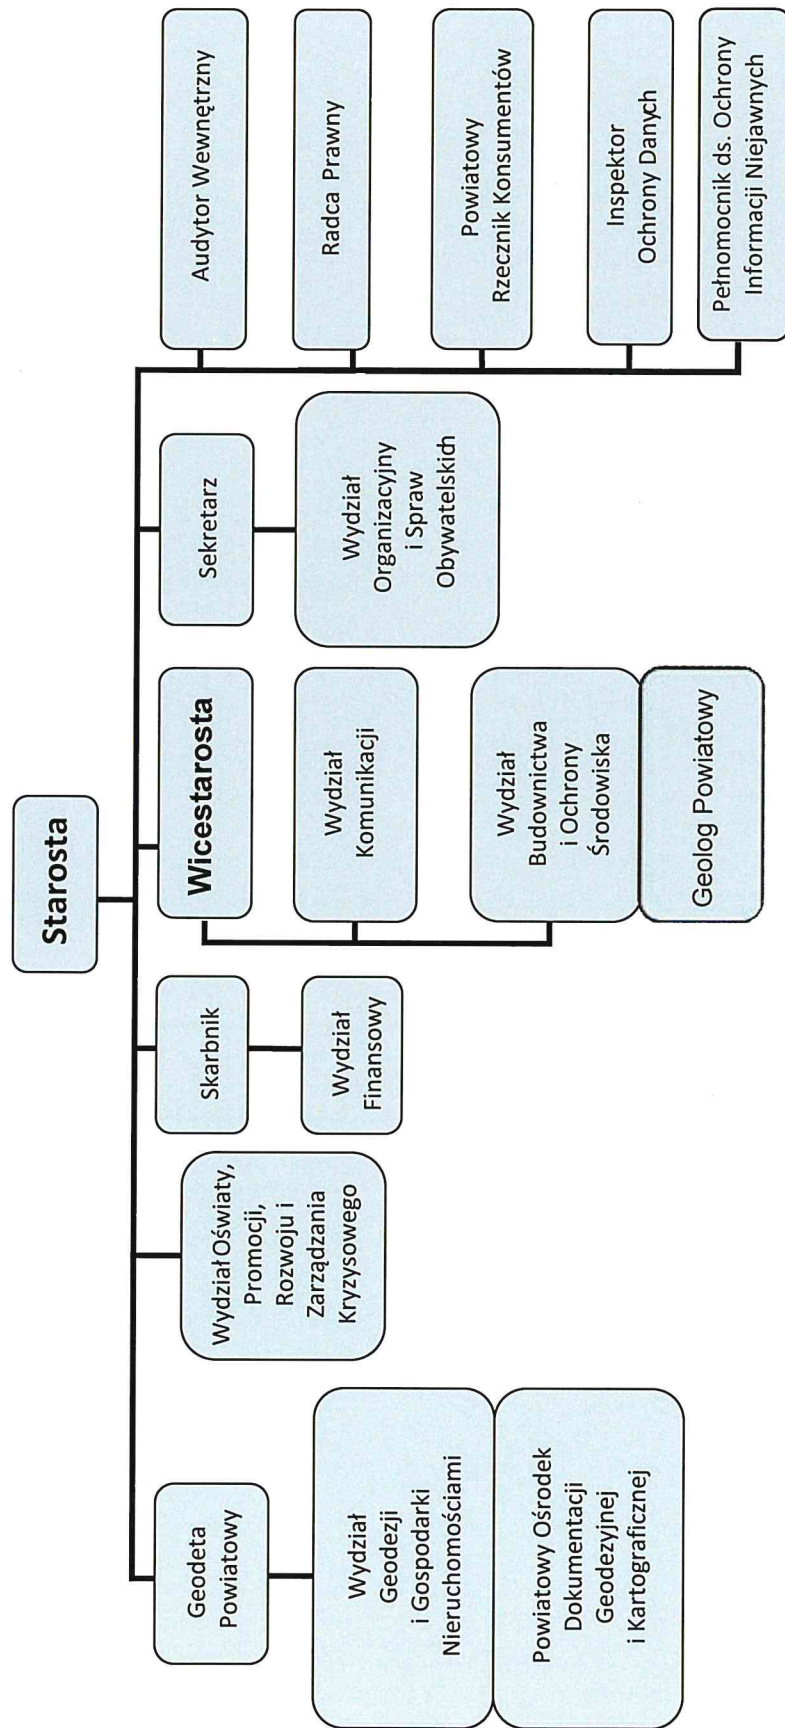 Starosta
Geodeta
Powiatowy
Wydział
Geodezji
i Gospodarki
Nieruchomościami
Powiatowy Ośrodek
Dokumentacji
Geodezyjnej
i Kartograficznej
Wydział Oświaty,
Promocji,
Rozwoju i
Zarządzania
Kryzysowego
Skarbnik
Wydział
Finansowy
Wicestarosta
Wydział
Komunikacji
Wydział
Budownictwa
i Ochrony
Środowiska
Geolog Powiatowy
Sekretarz
Wydział
Organizacyjny
i Spraw
Obywatelskich
Audytor Wewnętrzny
Radca Prawny
Powiatowy
Rzecznik Konsumentów
Inspektor
Ochrony Danych
Pełnomocnik ds. Ochrony
Informacji Niejawnych